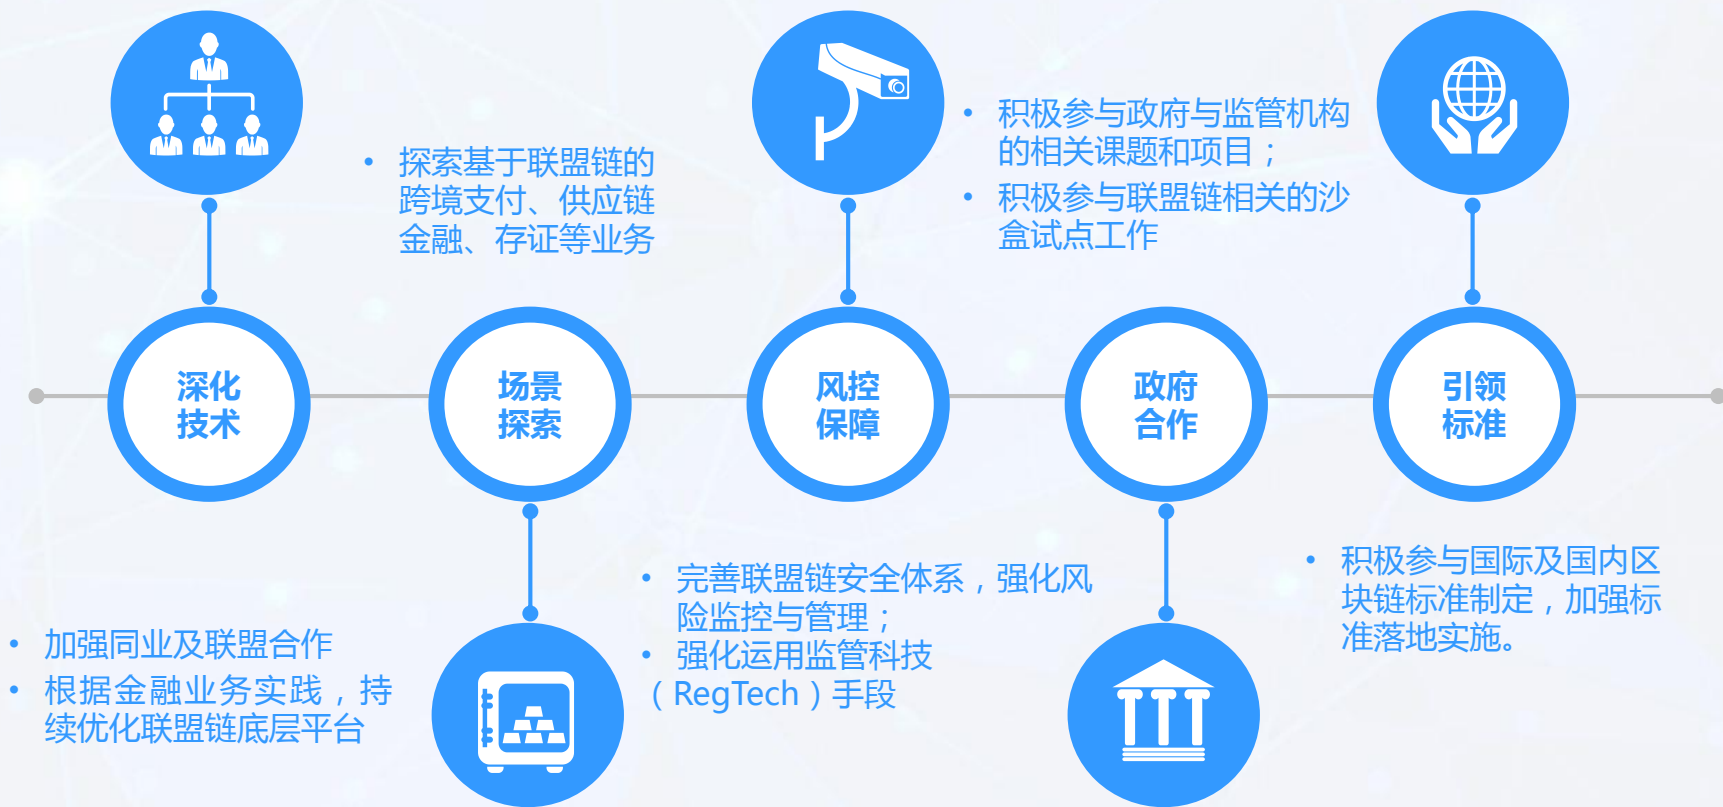 深化
技术
• 加强同业及联盟合作
• 根据金融业务实践，持
续优化联盟链底层平台
• 探索基于联盟链的
跨境支付、供应链
金融、存证等业务
场景
探索
风控
保障
• 完善联盟链安全体系，强化风
险监控与管理；
• 强化运用监管科技
（RegTech）手段
• 积极参与政府与监管机构
的相关课题和项目；
• 积极参与联盟链相关的沙
盒试点工作
政府
合作
引领
标准
• 积极参与国际及国内区
块链标准制定，加强标
准落地实施。